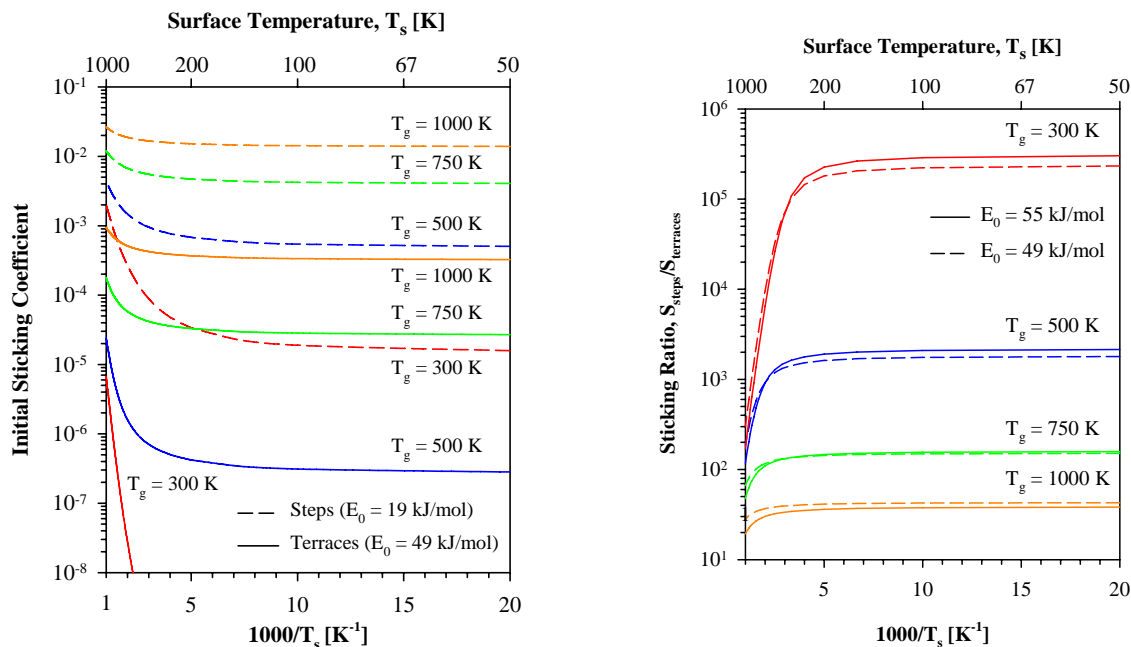 Surface Temperature, Ts [K]
1000 200 100 67 50
10-1
10-2
10-3
10-4
10-5
10-6
10-7
10-8
Initial Sticking Coefficient
Tg = 1000 K
Tg = 750 K
Tg = 500 K
Tg = 1000 K
Tg = 750 K
Tg = 300 K
Tg = 500 K
Tg = 300 K
Steps (E0 = 19 kJ/mol)
Terraces (E0 = 49 kJ/mol)
1 5 10 15 20
1000/Ts [K-1]
Surface Temperature, Ts [K]
1000 200 100 67 50
106
105
104
103
102
101
Sticking Ratio, Ssteps/Sterraces
Tg = 300 K
E0 = 55 kJ/mol
E0 = 49 kJ/mol
Tg = 500 K
Tg = 750 K
Tg = 1000 K
5 10 15 20
1000/Ts [K-1]